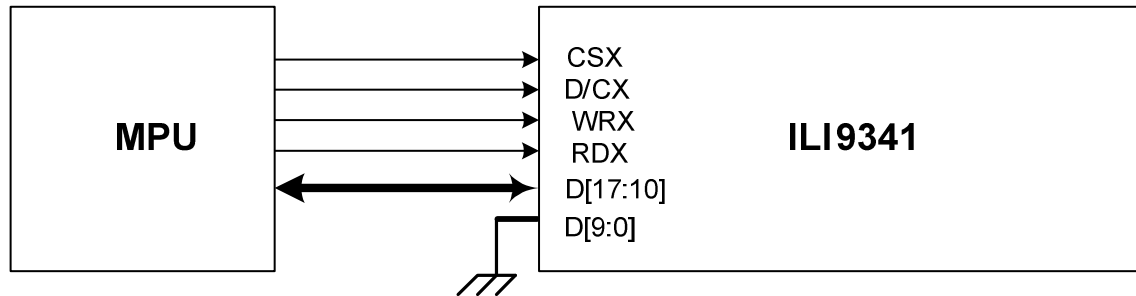 MPU
CSX
D/CX
WRX
RDX
D[17:10]
D[9:0]
ILI9341